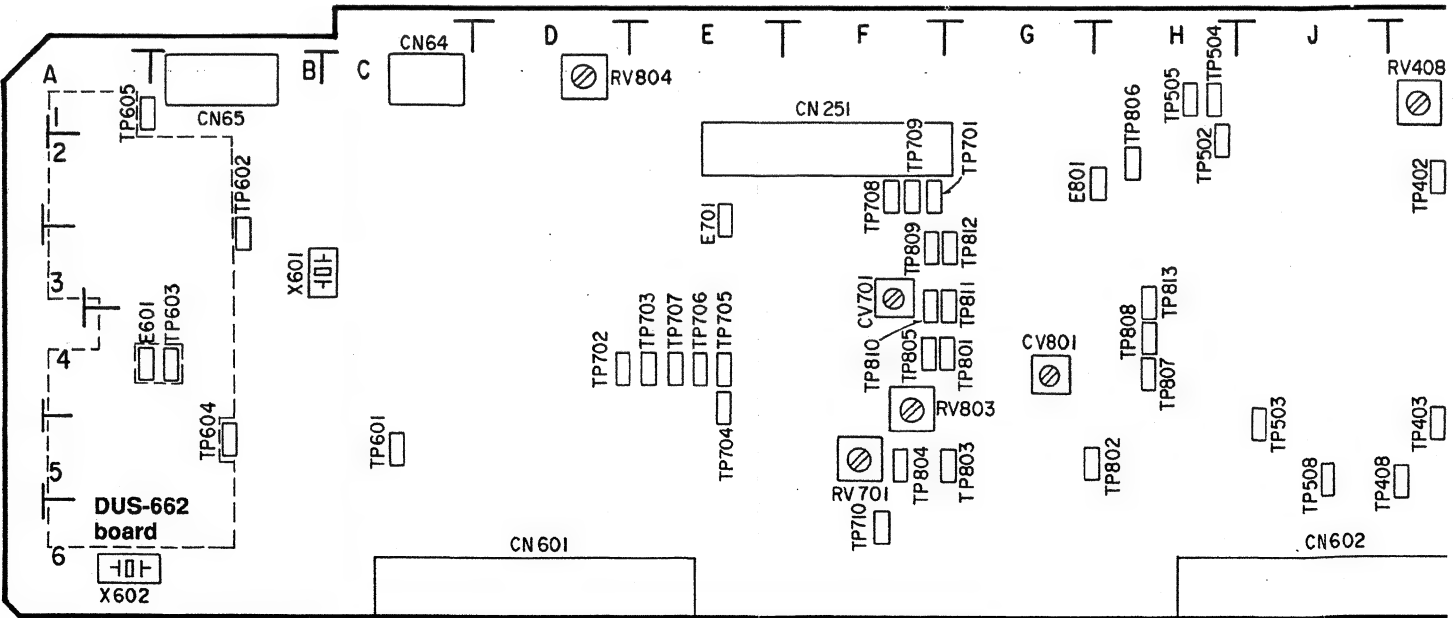 A
B
C
D
E
F
G
H
J
1
2
3
4
5
6
CN65
CN64
RV804
CN251
TP504
TP505
RV408
TP605
TP709
TP701
TP806
TP502
TP602
TP708
E801
TP402
E701
TP809
TP812
X601
CV701
TP811
TP813
E601
TP603
TP703
TP707
TP706
TP705
TP702
TP810
TP805
TP801
CV801
TP808
TP807
RV803
TP604
TP601
TP704
TP503
TP403
RV701
TP804
TP803
TP802
TP508
TP408
TP710
DUS-662
board
CN601
CN602
X602